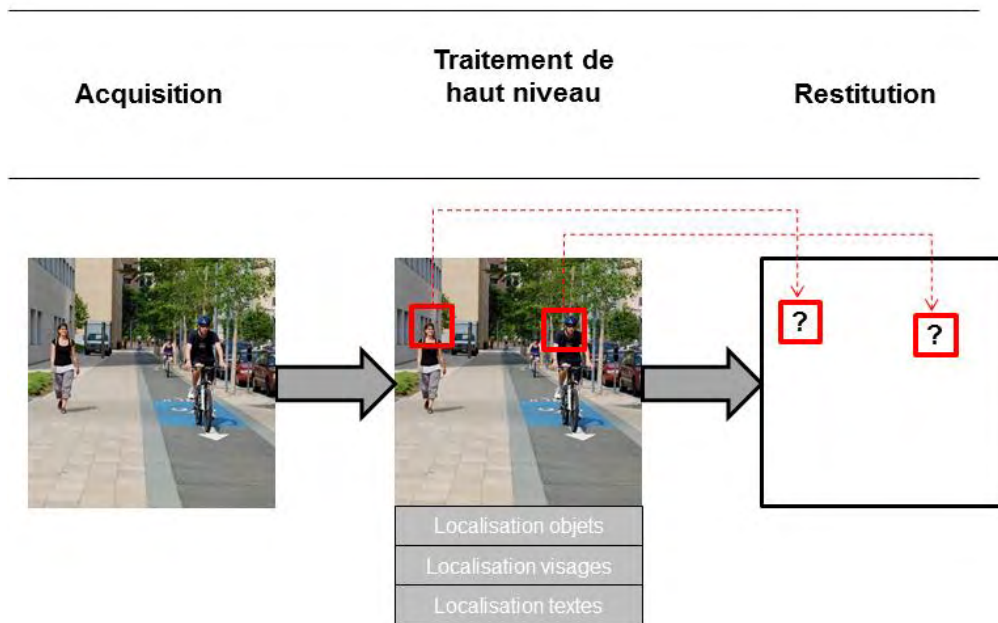 Acquisition
Traitement de
haut niveau
Restitution
?
?
Localisation objets
Localisation visages
Localisation textes